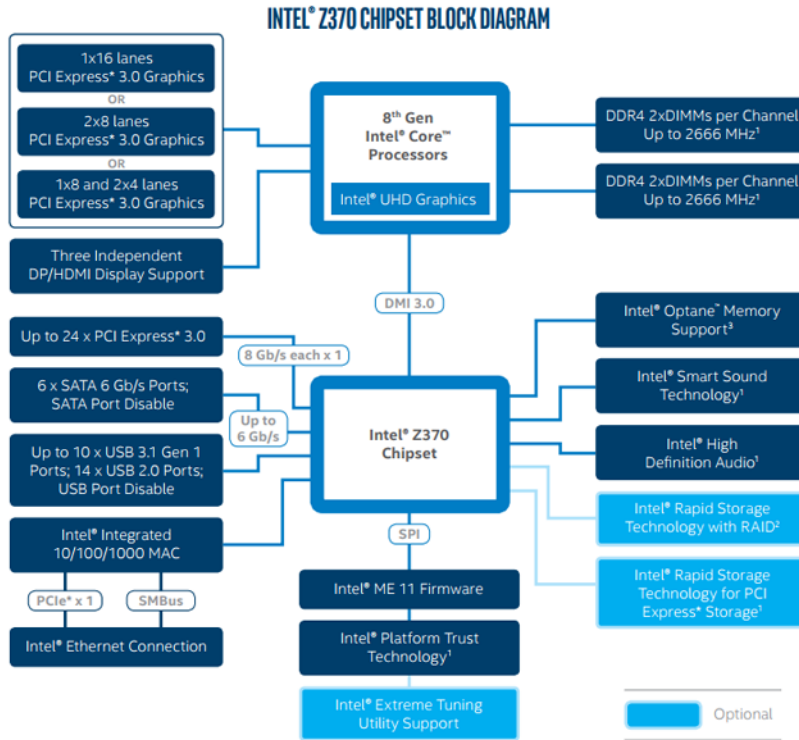 INTEL® Z370 CHIPSET BLOCK DIAGRAM
1x16 lanes
PCI Express* 3.0 Graphics
OR
2x8 lanes
PCI Express* 3.0 Graphics
OR
1x8 and 2x4 lanes
PCI Express* 3.0 Graphics
Three Independent
DP/HDMI Display Support
8th Gen
Intel® Core™
Processors
Intel® UHD Graphics
DDR4 2xDIMMs per Channel
Up to 2666 MHz¹
DDR4 2xDIMMs per Channel
Up to 2666 MHz¹
DMI 3.0
Up to 24 x PCI Express* 3.0
8 Gb/s each x 1
6 x SATA 6 Gb/s Ports;
SATA Port Disable
Up to
6 Gb/s
Up to 10 x USB 3.1 Gen 1
Ports; 14 x USB 2.0 Ports;
USB Port Disable
Intel® Integrated
10/100/1000 MAC
PCIe* x 1
SMBus
Intel® Ethernet Connection
Intel® Z370
Chipset
Intel® Optane™ Memory
Support³
Intel® Smart Sound
Technology¹
Intel® High
Definition Audio¹
Intel® Rapid Storage
Technology with RAID²
Intel® Rapid Storage
Technology for PCI
Express* Storage¹
SPI
Intel® ME 11 Firmware
Intel® Platform Trust
Technology¹
Intel® Extreme Tuning
Utility Support
Optional